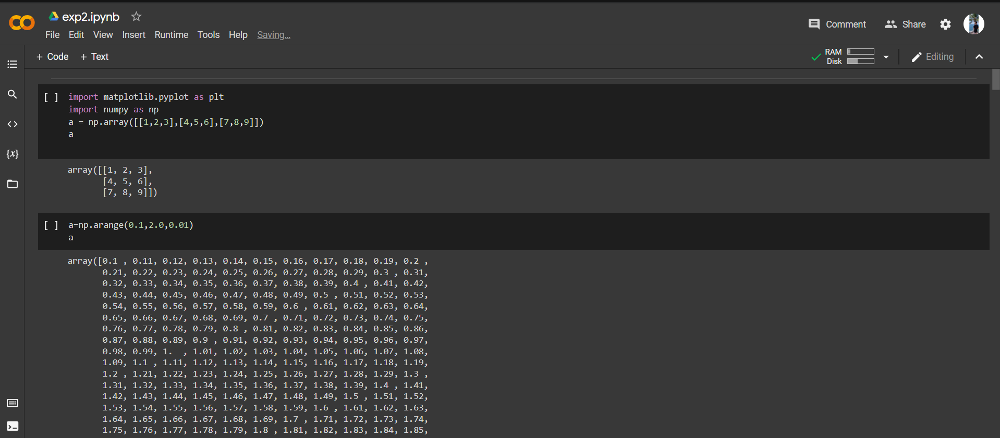 exp2.ipynb
File Edit View Insert Runtime Tools Help Saving...
Comment Share
+ Code + Text
RAM
Disk
Editing
[ ] import matplotlib.pyplot as plt
import numpy as np
a = np.array([[1,2,3],[4,5,6],[7,8,9]])
a
array([[1, 2, 3],
[4, 5, 6],
[7, 8, 9]])
[ ] a=np.arange(0.1,2.0,0.01)
a
array([0.1 , 0.11, 0.12, 0.13, 0.14, 0.15, 0.16, 0.17, 0.18, 0.19, 0.2 ,
0.21, 0.22, 0.23, 0.24, 0.25, 0.26, 0.27, 0.28, 0.29, 0.3 , 0.31,
0.32, 0.33, 0.34, 0.35, 0.36, 0.37, 0.38, 0.39, 0.4 , 0.41, 0.42,
0.43, 0.44, 0.45, 0.46, 0.47, 0.48, 0.49, 0.5 , 0.51, 0.52, 0.53,
0.54, 0.55, 0.56, 0.57, 0.58, 0.59, 0.6 , 0.61, 0.62, 0.63, 0.64,
0.65, 0.66, 0.67, 0.68, 0.69, 0.7 , 0.71, 0.72, 0.73, 0.74, 0.75,
0.76, 0.77, 0.78, 0.79, 0.8 , 0.81, 0.82, 0.83, 0.84, 0.85, 0.86,
0.87, 0.88, 0.89, 0.9 , 0.91, 0.92, 0.93, 0.94, 0.95, 0.96, 0.97,
0.98, 0.99, 1.  , 1.01, 1.02, 1.03, 1.04, 1.05, 1.06, 1.07, 1.08,
1.09, 1.1 , 1.11, 1.12, 1.13, 1.14, 1.15, 1.16, 1.17, 1.18, 1.19,
1.2 , 1.21, 1.22, 1.23, 1.24, 1.25, 1.26, 1.27, 1.28, 1.29, 1.3 ,
1.31, 1.32, 1.33, 1.34, 1.35, 1.36, 1.37, 1.38, 1.39, 1.4 , 1.41,
1.42, 1.43, 1.44, 1.45, 1.46, 1.47, 1.48, 1.49, 1.5 , 1.51, 1.52,
1.53, 1.54, 1.55, 1.56, 1.57, 1.58, 1.59, 1.6 , 1.61, 1.62, 1.63,
1.64, 1.65, 1.66, 1.67, 1.68, 1.69, 1.7 , 1.71, 1.72, 1.73, 1.74,
1.75, 1.76, 1.77, 1.78, 1.79, 1.8 , 1.81, 1.82, 1.83, 1.84, 1.85,